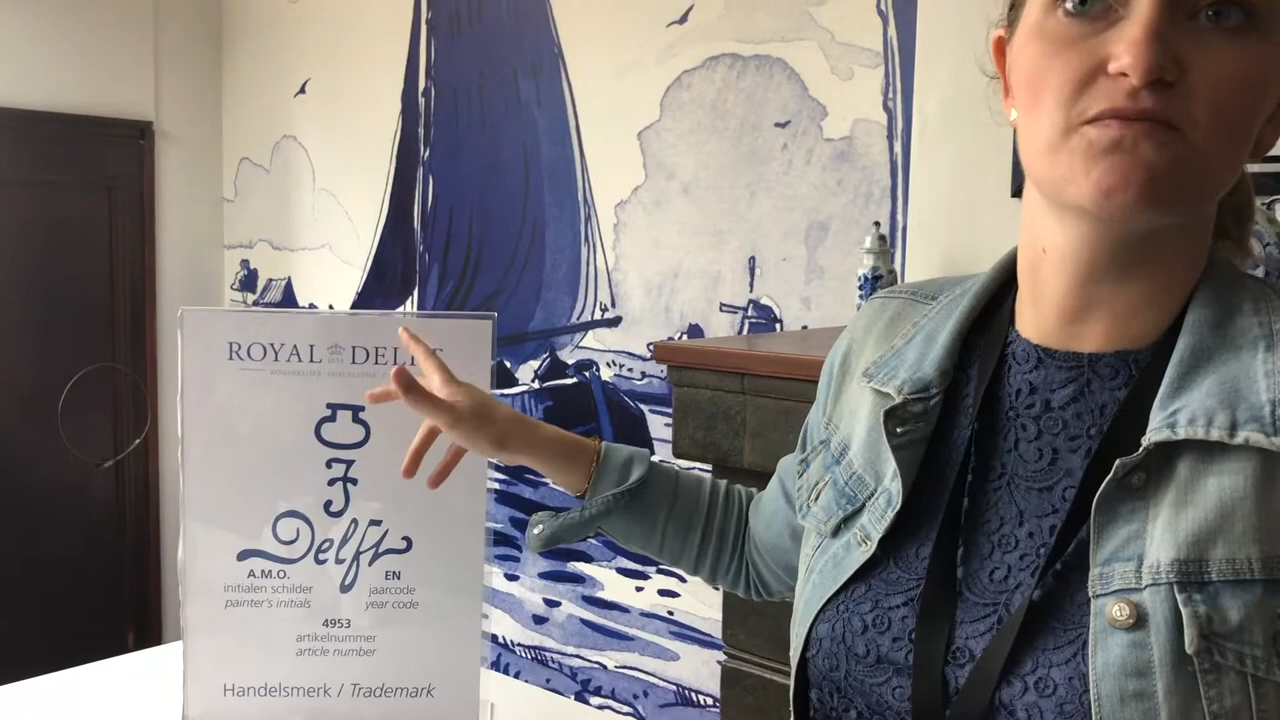 ROYAL DELFT
Delft
A.M.O. EN
initialen schilder jaarcode
painter's initials year code
4953
artikelnummer
article number
Handelsmerk / Trademark